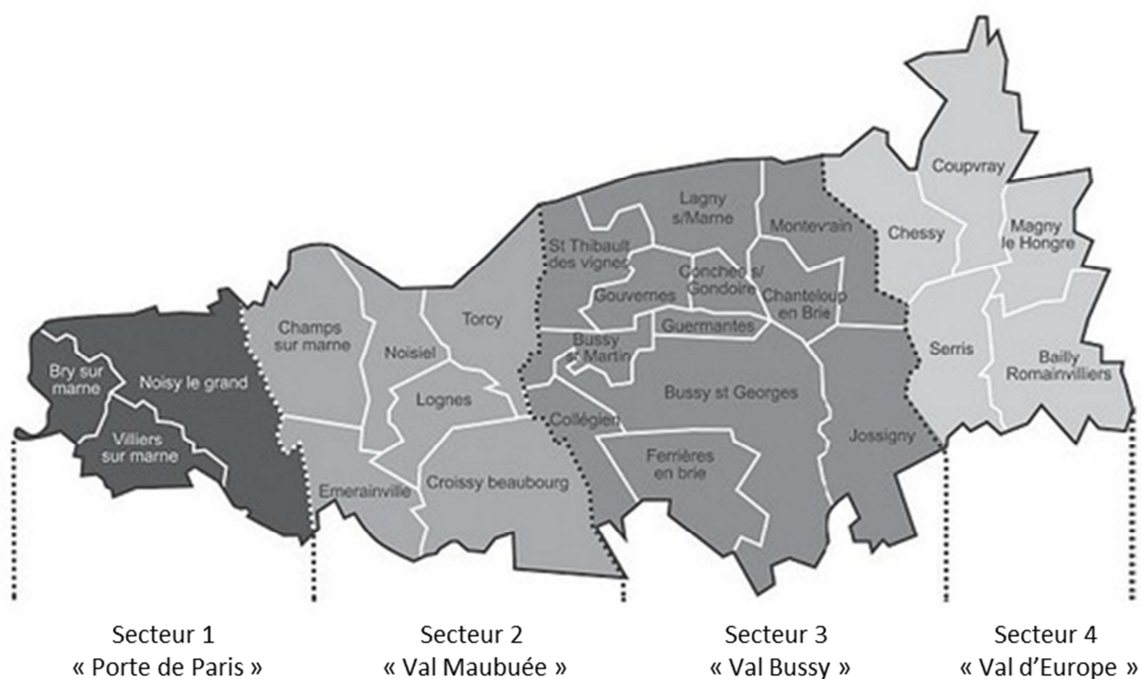 Coupvray
Lagny
s/Marne
Montevrain
Chessy
Magny
le Hongre
St Thibault
des vignes
Conches s/
Gondoire
Gouvernes
Chanteloup
en Brie
Torcy
Champs
sur marne
Guermantes
Noisiel
Bussy
st Martin
Serris
Bailly
Romainvilliers
Bry sur
marne
Noisy le grand
Lognes
Bussy st Georges
Collégien
Jossigny
Villiers
sur marne
Ferrières
en brie
Emerainville
Croissy beaubourg
Secteur 1
« Porte de Paris »
Secteur 2
« Val Maubuée »
Secteur 3
« Val Bussy »
Secteur 4
« Val d’Europe »